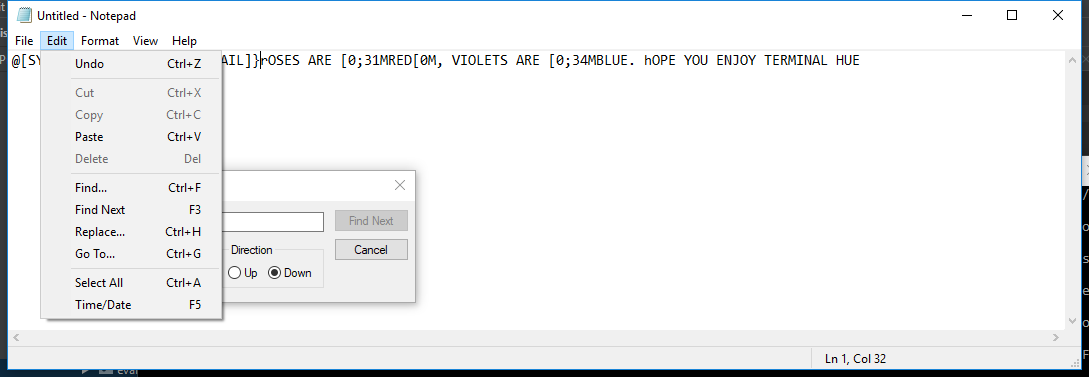 Untitled - Notepad
File Edit Format View Help
@[SY AIL]}rOSES ARE [0;31MRED[0M, VIOLETS ARE [0;34MBLUE. hOPE YOU ENJOY TERMINAL HUE
Undo Ctrl+Z
Cut Ctrl+X
Copy Ctrl+C
Paste Ctrl+V
Delete Del
Find... Ctrl+F
Find Next F3
Replace... Ctrl+H
Go To... Ctrl+G
Select All Ctrl+A
Time/Date F5
Find Next
Direction
Cancel
Up Down
Ln 1, Col 32
eval